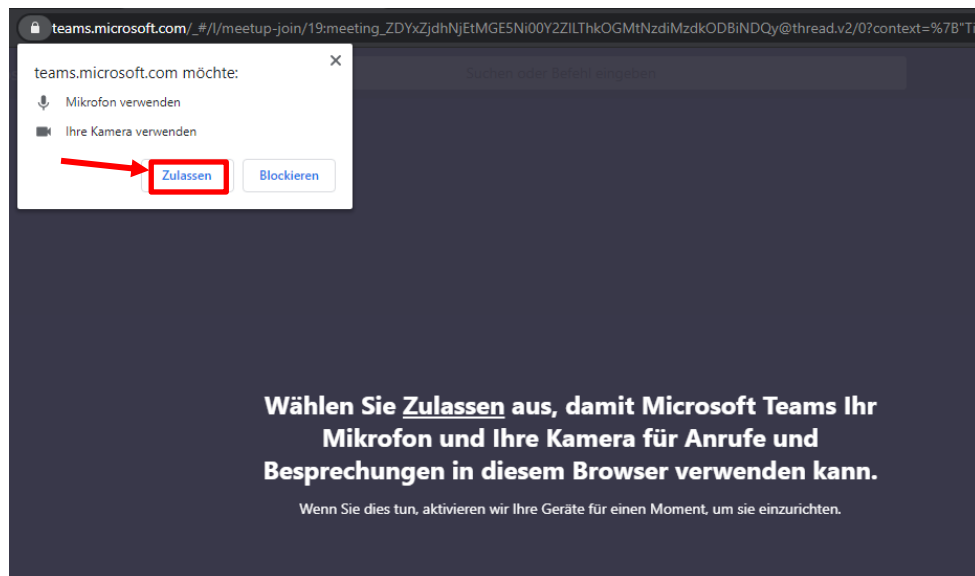 teams.microsoft.com/_#/l/meetup-join/19:meeting_ZDYxZjdhNjEtMGE5Ni00Y2ZlLThkOGMtNzdiMzdkODBiNDQy@thread.v2/0?context=%7B"Ti
Suchen oder Befehl eingeben
teams.microsoft.com möchte:
Mikrofon verwenden
Ihre Kamera verwenden
Zulassen Blockieren
Wählen Sie Zulassen aus, damit Microsoft Teams Ihr
Mikrofon und Ihre Kamera für Anrufe und
Besprechungen in diesem Browser verwenden kann.
Wenn Sie dies tun, aktivieren wir Ihre Geräte für einen Moment, um sie einzurichten.